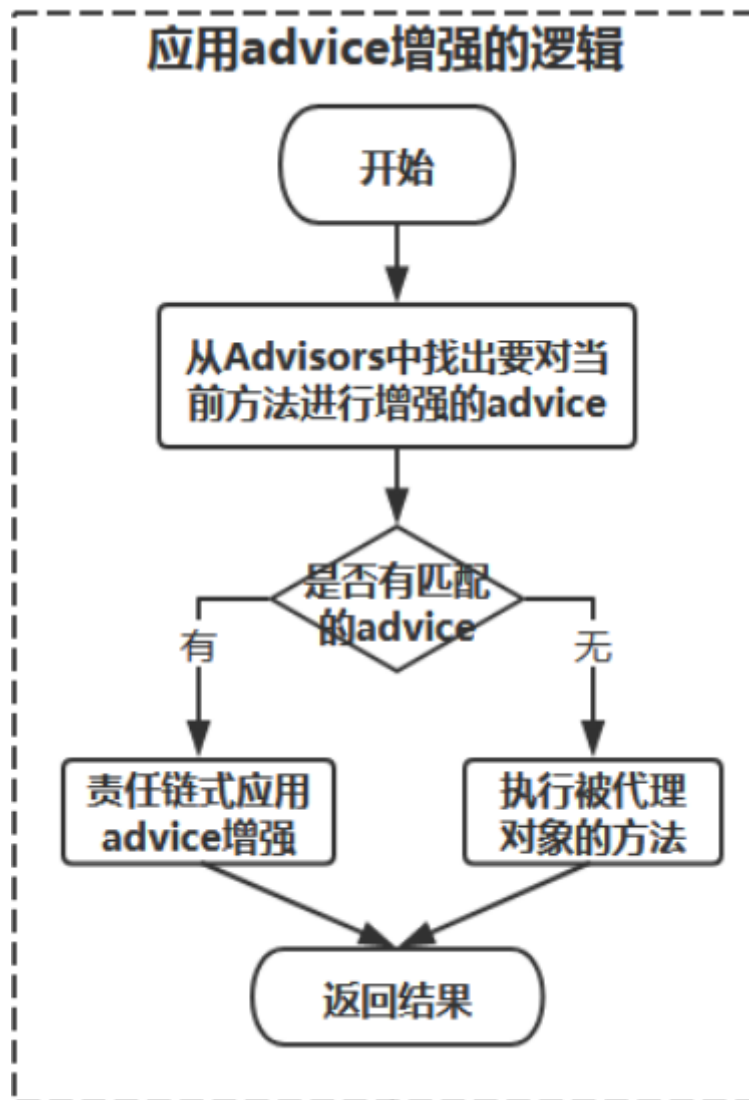 应用advice增强的逻辑
开始
从Advisors中找出要对当
前方法进行增强的advice
是否有匹配
的advice
有
无
责任链式应用
advice增强
执行被代理
对象的方法
返回结果